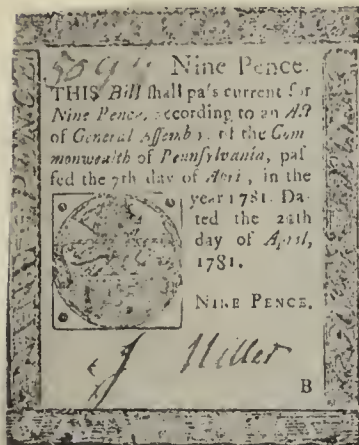 Nine Pence.
THIS Bill ſhall paſs current for
Nine Pence, according to an Act
of General Aſſembly of the Com
monwealth of Pennſylvania, paſ
ſed the 7th day of April, in the
year 1781. Da
ted the 20th
day of April,
1781.
NINE PENCE.
J Miller
B